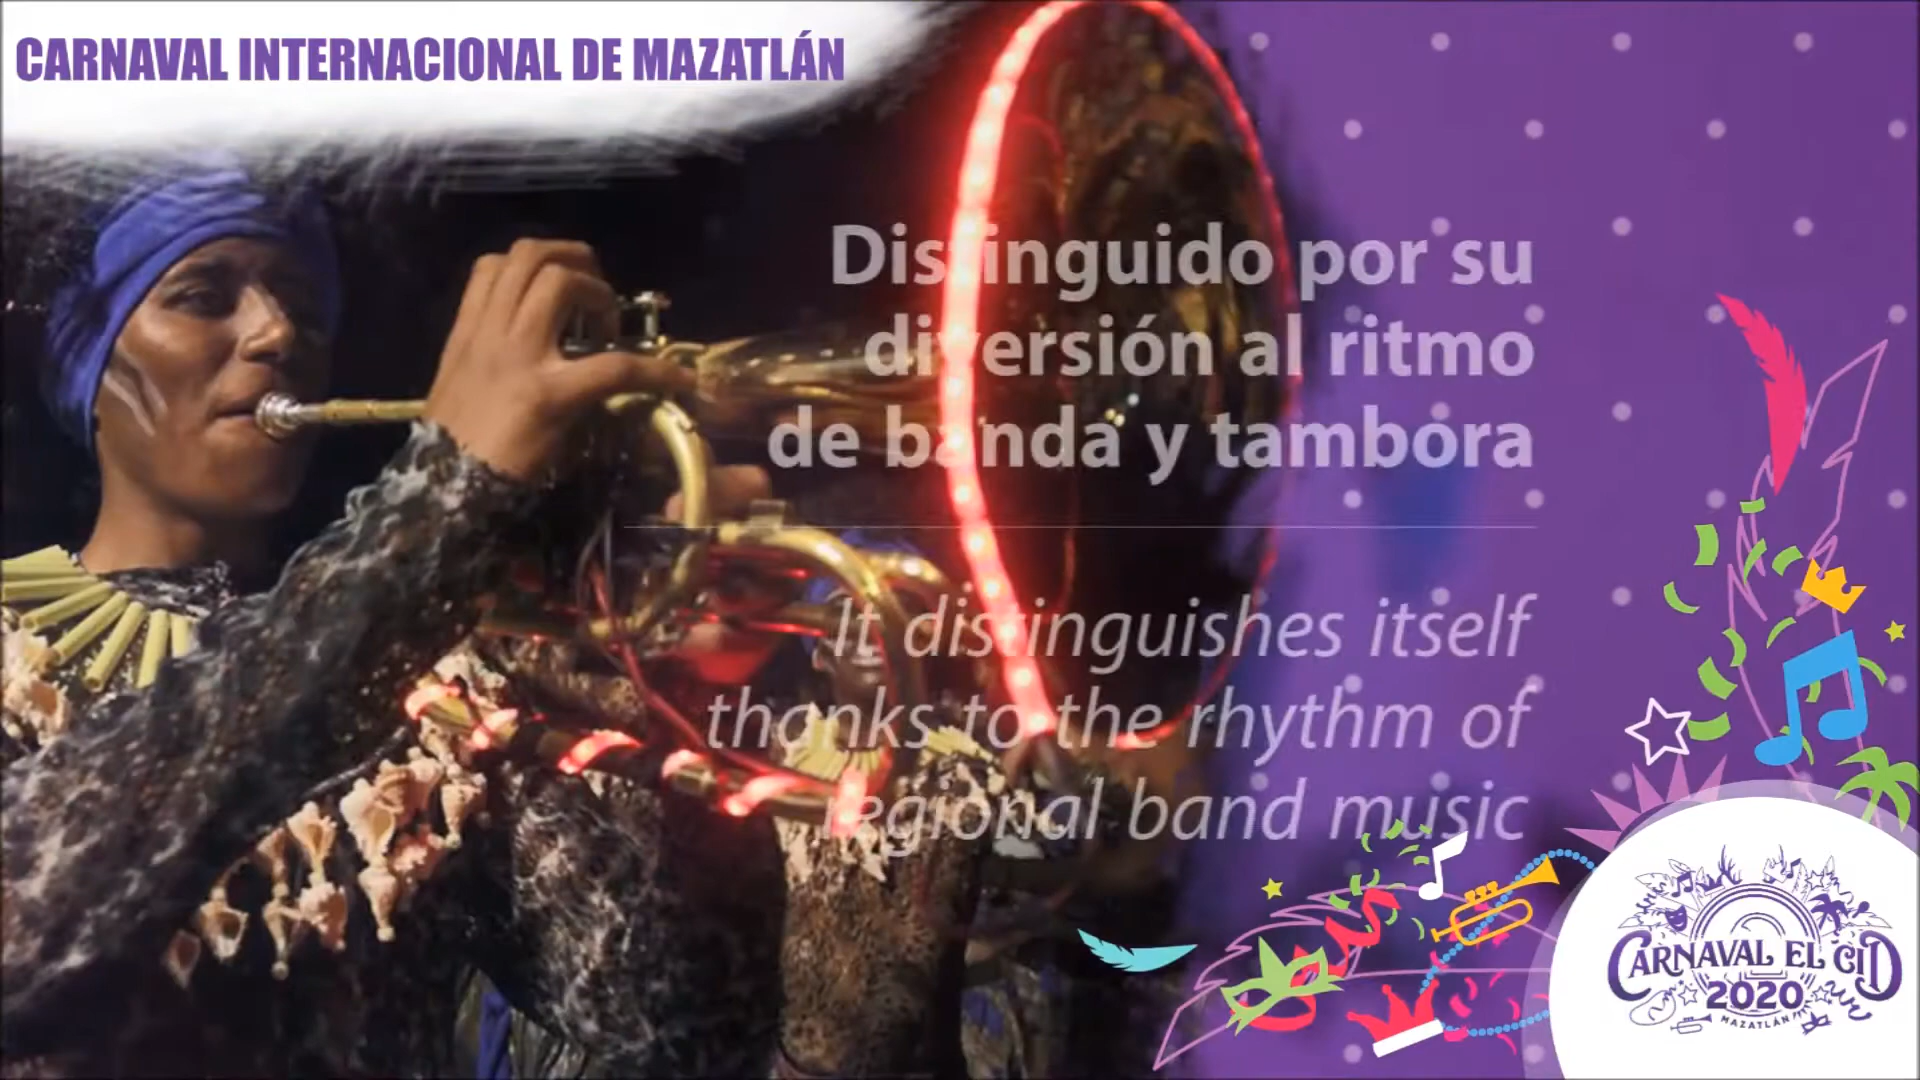 CARNAVAL INTERNACIONAL DE MAZATLÁN
Distinguido por su
diversión al ritmo
de banda y tambora
It distinguishes itself
thanks to the rhythm of
regional band music
CARNAVAL EL CID
2020
MAZATLÁN